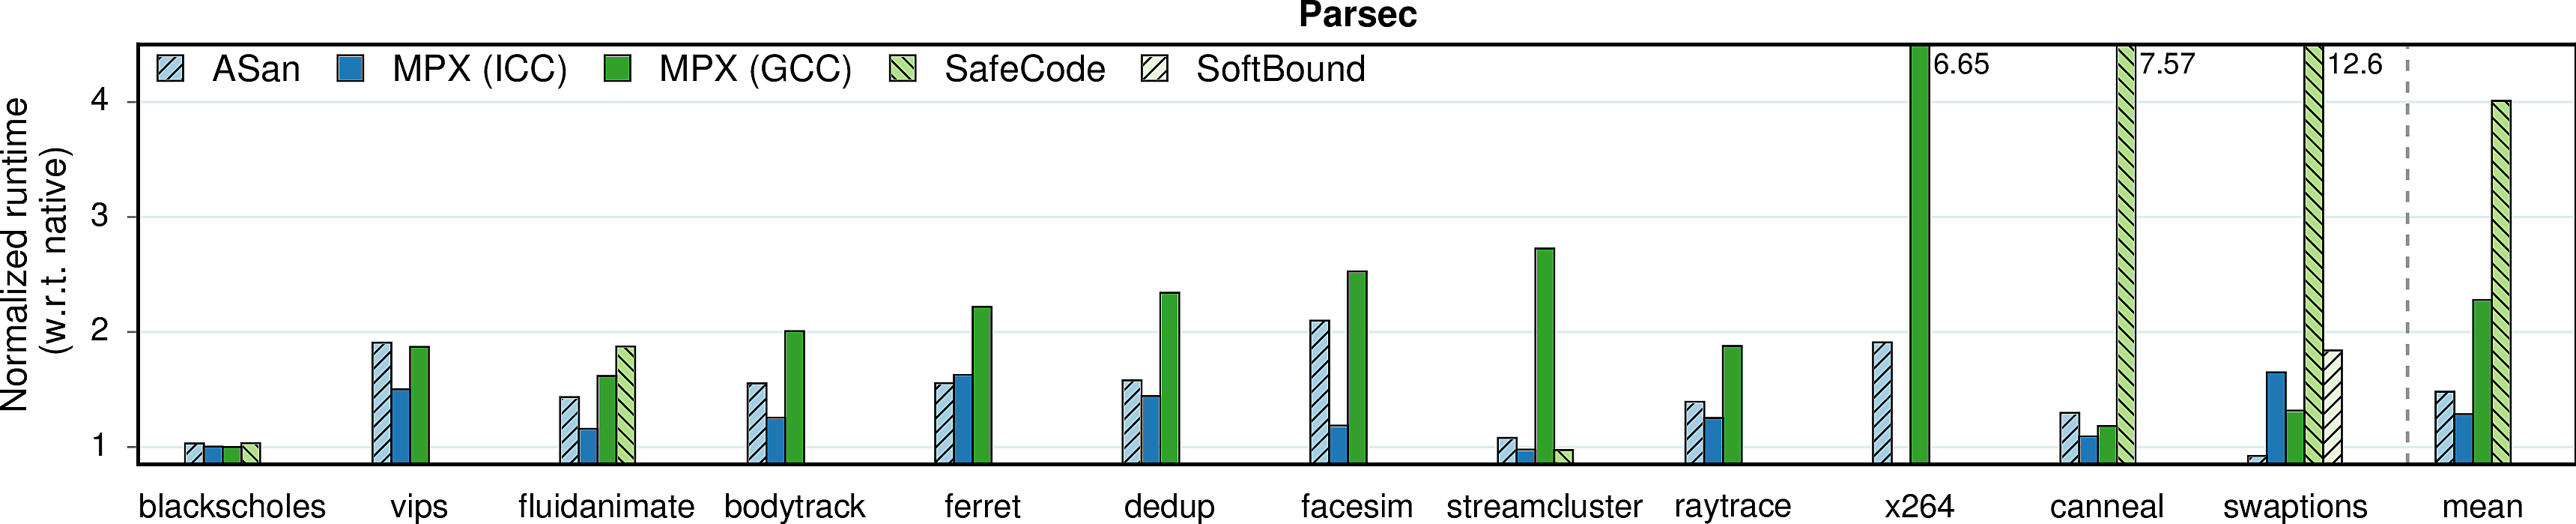 Parsec
ASan MPX (ICC) MPX (GCC) SafeCode SoftBound
6.65 7.57 12.6
Normalized runtime
(w.r.t. native)
4
3
2
1
blackscholes vips fluidanimate bodytrack ferret dedup facesim streamcluster raytrace x264 canneal swaptions mean